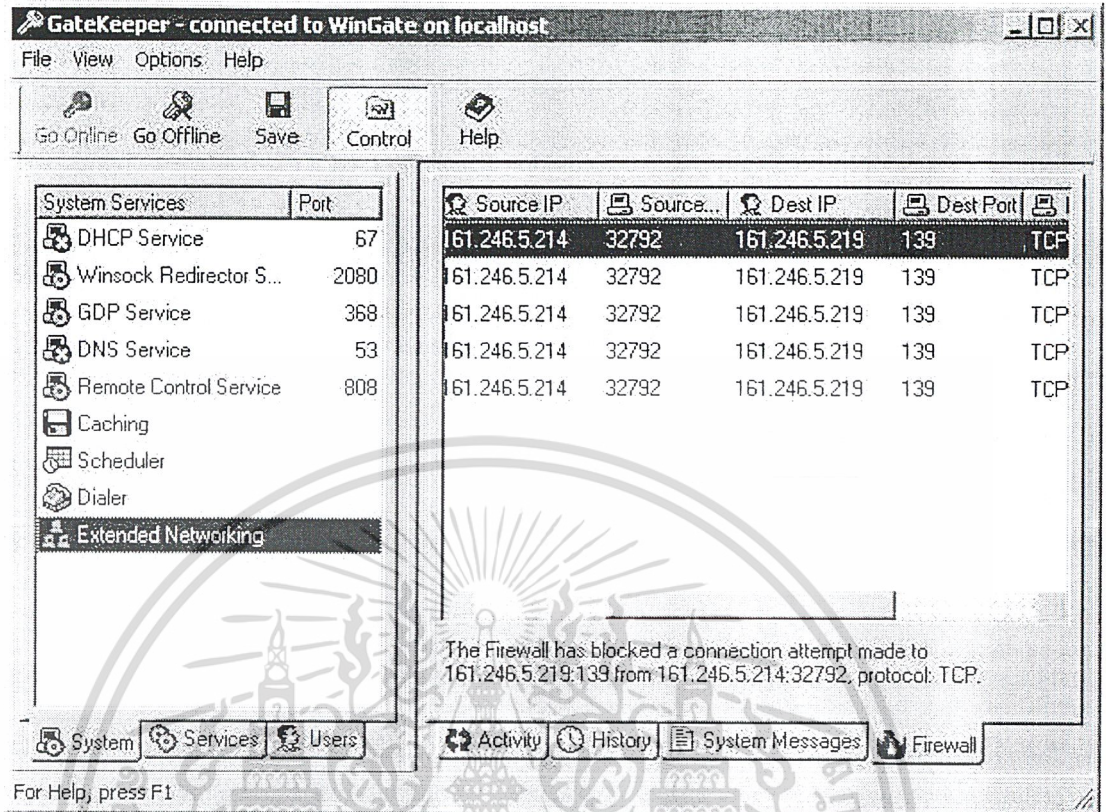 GateKeeper - connected to WinGate on localhost
File View Options Help
Go Online Go Offline Save Control Help
System Services Port
DHCP Service 67
Winsock Redirector S... 2080
GDP Service 368
DNS Service 53
Remote Control Service 808
Caching
Scheduler
Dialer
Extended Networking
Source IP Source... Dest IP Dest Port
161.246.5.214 32792 161.246.5.219 139 TCP
161.246.5.214 32792 161.246.5.219 139 TCP
161.246.5.214 32792 161.246.5.219 139 TCP
161.246.5.214 32792 161.246.5.219 139 TCP
161.246.5.214 32792 161.246.5.219 139 TCP
The Firewall has blocked a connection attempt made to
161.246.5.219:139 from 161.246.5.214:32792, protocol: TCP.
System Services Users
Activity History System Messages Firewall
For Help, press F1